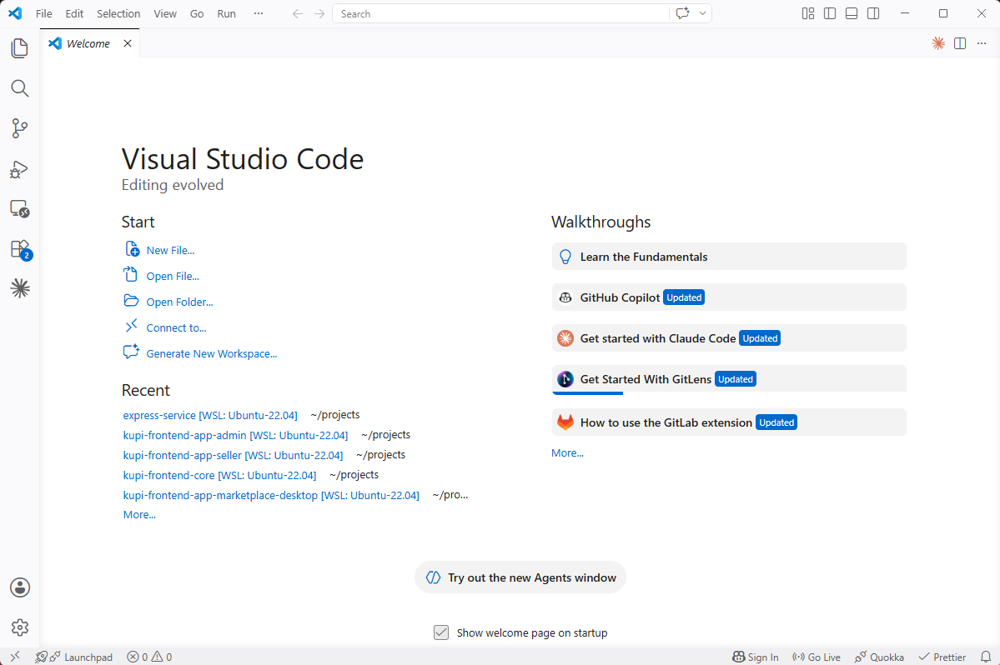 File Edit Selection View Go Run ··· Search
Welcome
Visual Studio Code
Editing evolved
Start
New File...
Open File...
Open Folder...
Connect to...
Generate New Workspace...
Recent
express-service [WSL: Ubuntu-22.04] ~/projects
kupi-frontend-app-admin [WSL: Ubuntu-22.04] ~/projects
kupi-frontend-app-seller [WSL: Ubuntu-22.04] ~/projects
kupi-frontend-core [WSL: Ubuntu-22.04] ~/projects
kupi-frontend-app-marketplace-desktop [WSL: Ubuntu-22.04] ~/pro...
More...
Walkthroughs
Learn the Fundamentals
GitHub Copilot Updated
Get started with Claude Code Updated
Get Started With GitLens Updated
How to use the GitLab extension Updated
More...
2
Try out the new Agents window
Show welcome page on startup
Launchpad 0 0 Sign In Go Live Quokka Prettier